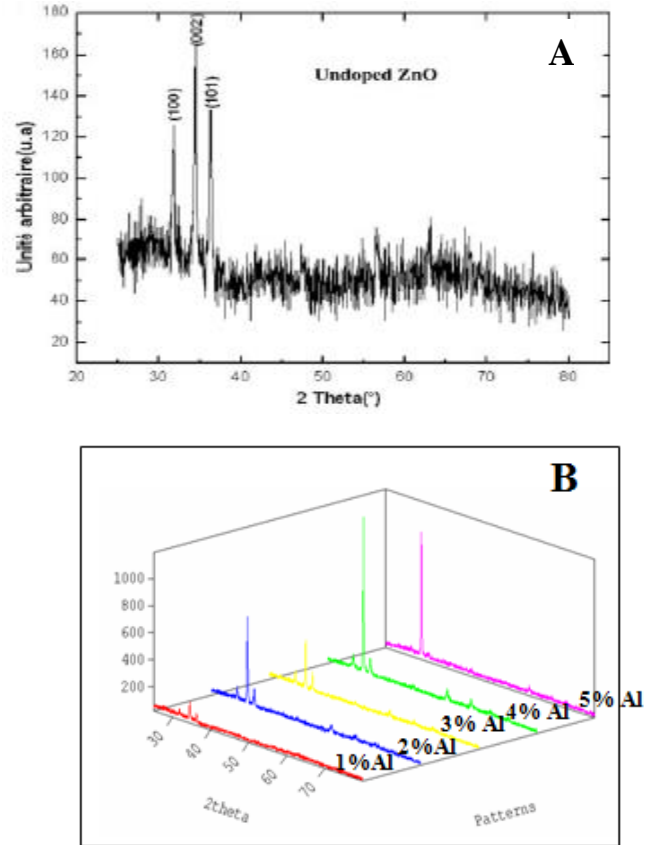 180
160
140
120
100
80
60
40
20
Unité arbitraire(u.a)
(100)
(002)
(101)
Undoped ZnO
A
20 30 40 50 60 70 80
2 Theta(°)
B
1000
800
600
400
200
30
40
50
60
70
2theta
1%Al
2%Al
3% Al
4% Al
5% Al
Patterns